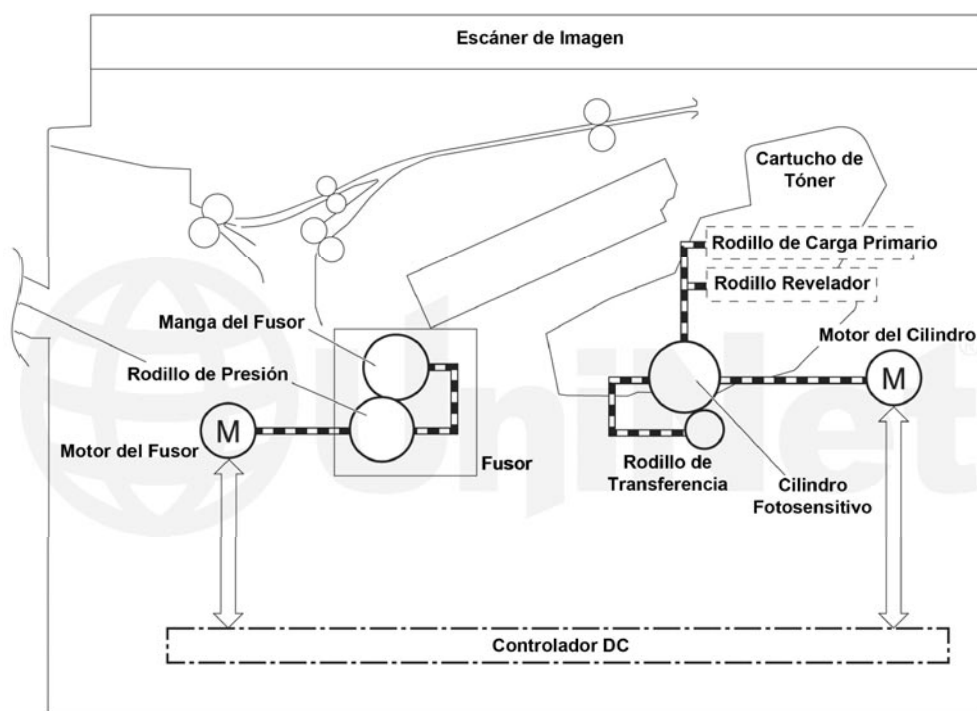 Escáner de Imagen
Cartucho de
Tóner
Rodillo de Carga Primario
Rodillo Revelador
Manga del Fusor
Motor del Cilindro
Rodillo de Presión
M
M
Motor del Fusor
Fusor
Rodillo de
Transferencia
Cilindro
Fotosensitivo
UniNet
Controlador DC